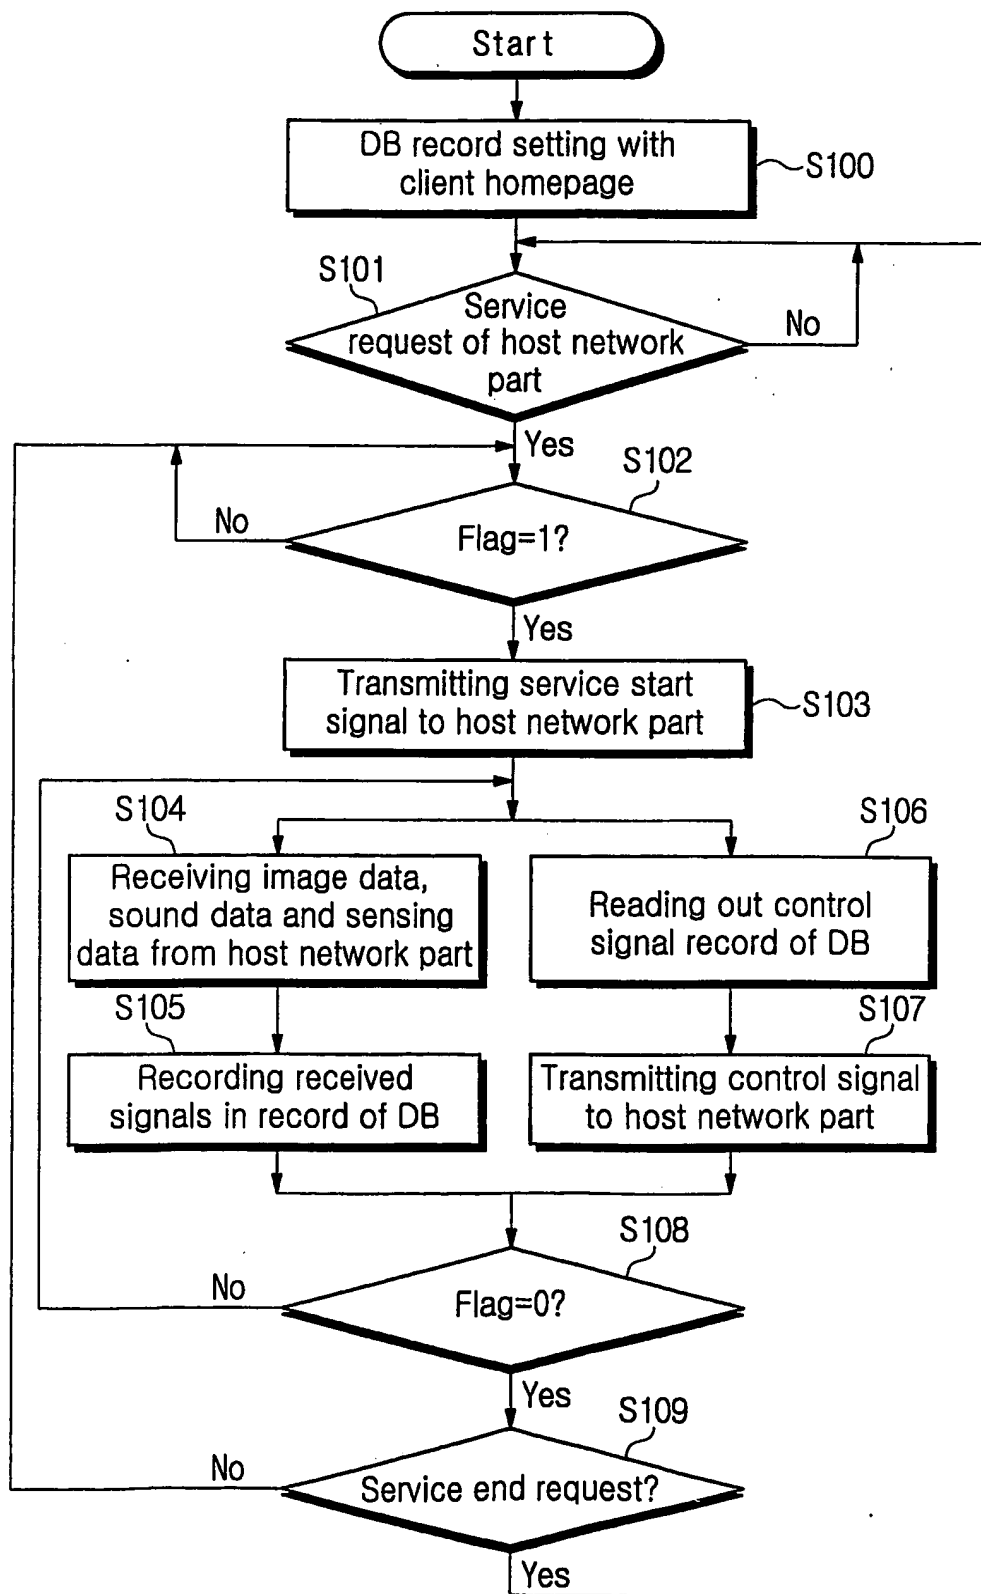 Start
DB record setting with
client homepage
S100
S101
Service
request of host network
part
No
Yes
S102
No
Flag=1?
Yes
Transmitting service start
signal to host network part
S103
S104
Receiving image data,
sound data and sensing
data from host network part
S106
Reading out control
signal record of DB
S105
Recording received
signals in record of DB
S107
Transmitting control signal
to host network part
S108
No
Flag=0?
Yes
S109
No
Service end request?
Yes